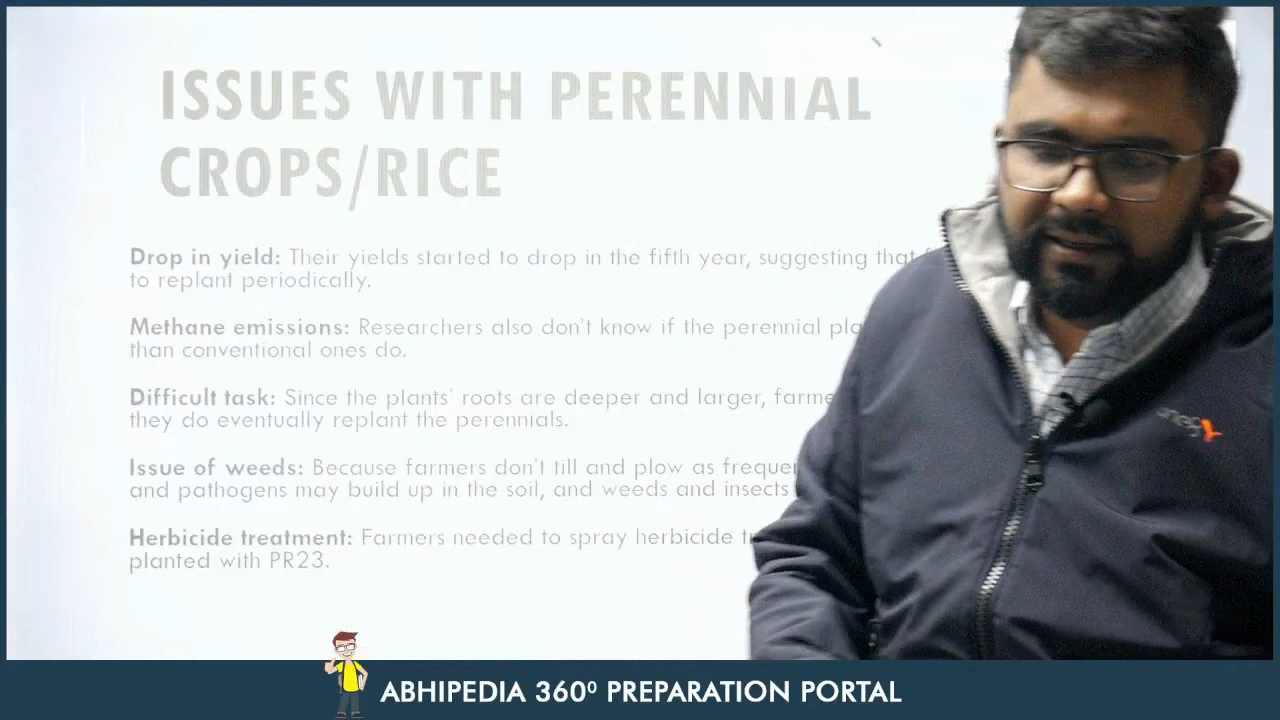 ISSUES WITH PERENNIAL
CROPS/RICE
Drop in yield: Their yields started to drop in the fifth year, suggesting that
to replant periodically.
Methane emissions: Researchers also don't know if the perennial
than conventional ones do.
Difficult task: Since the plants' roots are deeper and larger,
they do eventually replant the perennials.
Issue of weeds: Because farmers don't till and plow as
and pathogens may build up in the soil, and weeds and insects
Herbicide treatment: Farmers needed to spray herbicide
planted with PR23.
ABHIPEDIA 360⁰ PREPARATION PORTAL